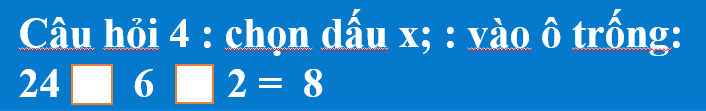 Câu hỏi 4 : chọn dấu x; : vào ô trống:
24 □ 6 □ 2 = 8